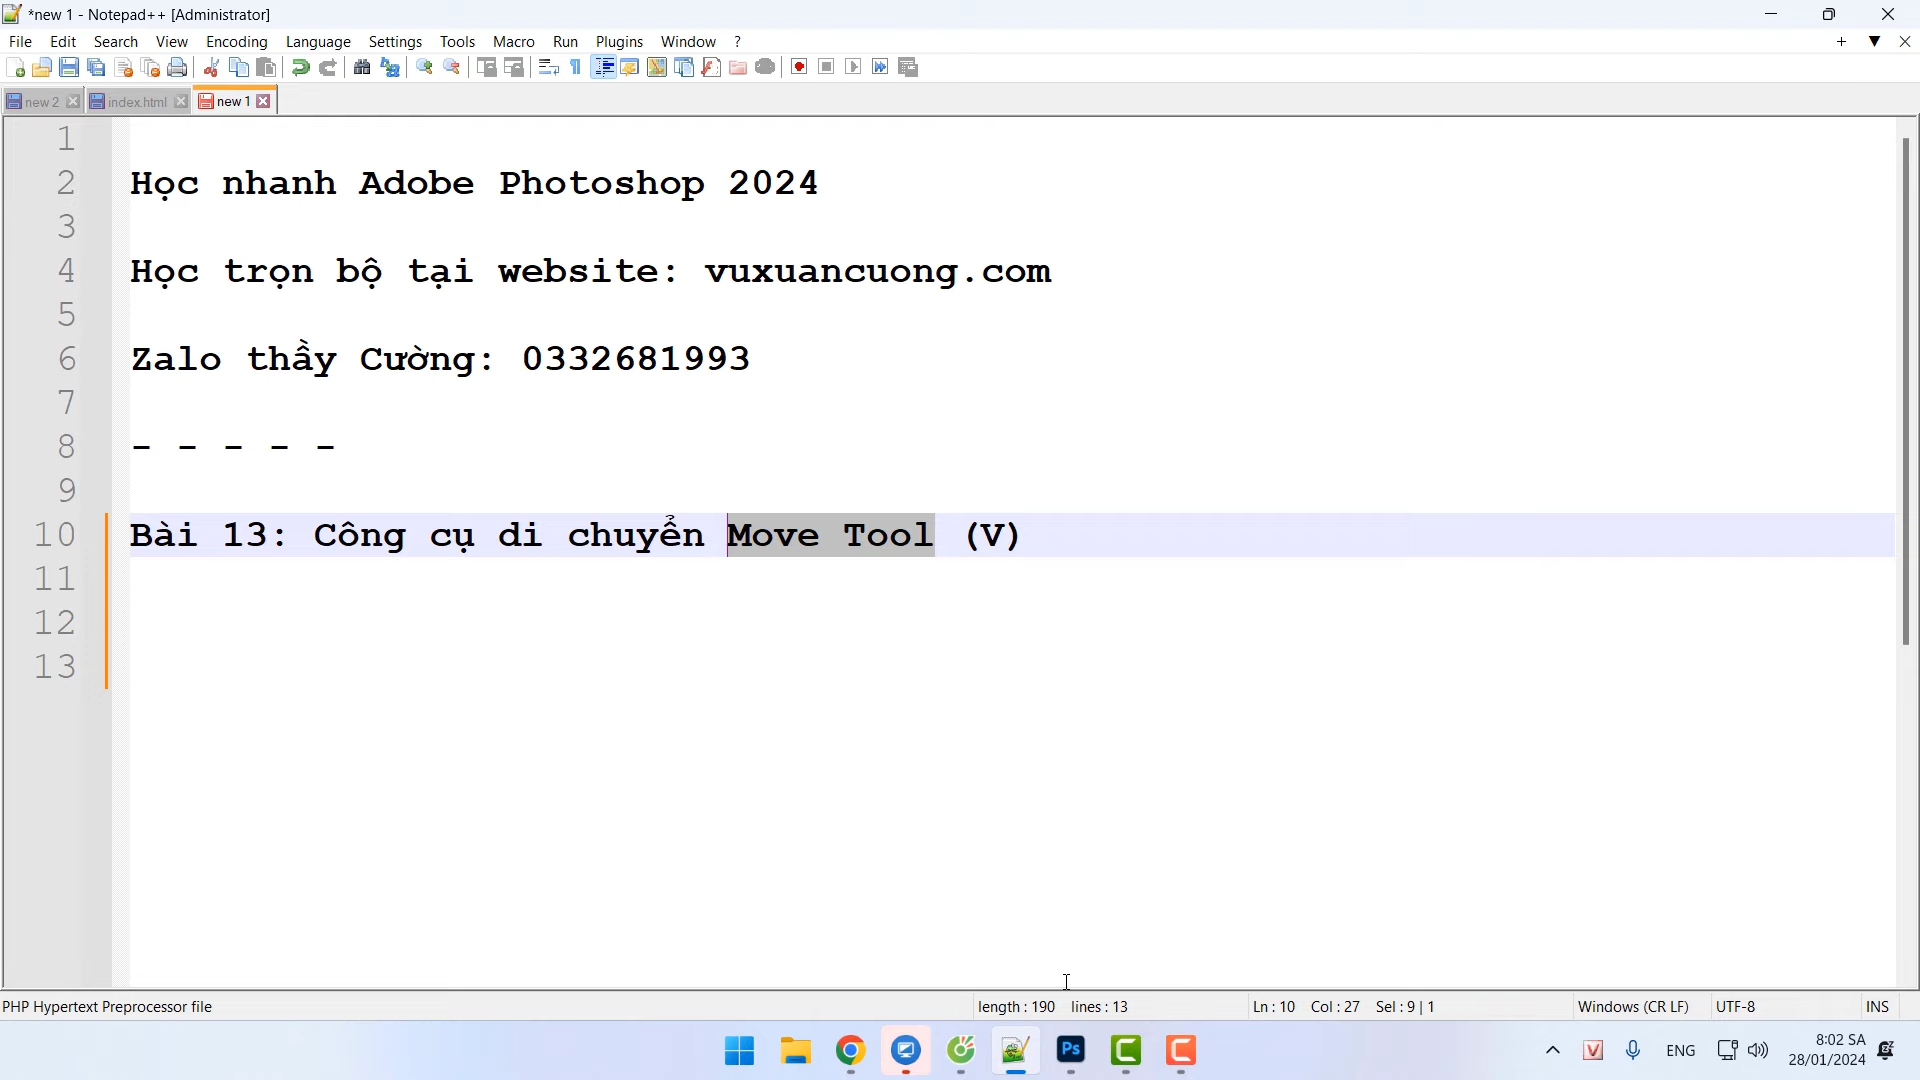 *new 1 - Notepad++ [Administrator]
File Edit Search View Encoding Language Settings Tools Macro Run Plugins Window ?
new 2 index.html new 1
1
2 Học nhanh Adobe Photoshop 2024
3
4 Học trọn bộ tại website: vuxuancuong.com
5
6 Zalo thầy Cường: 0332681993
7
8 - - - - -
9
10 Bài 13: Công cụ di chuyển Move Tool (V)
11
12
13
PHP Hypertext Preprocessor file length : 190 lines : 13 Ln : 10 Col : 27 Sel : 9 | 1 Windows (CR LF) UTF-8 INS
Ps V ENG 8:02 SA
28/01/2024